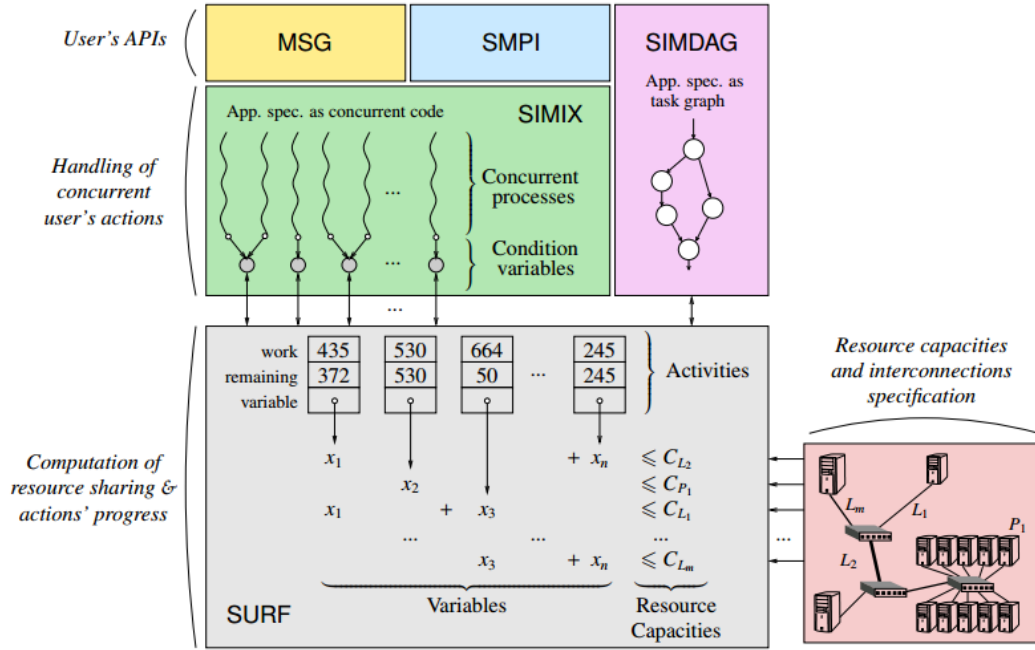 User's APIs
MSG
SMPI
SIMDAG
App. spec. as
task graph
App. spec. as concurrent code
SIMIX
Handling of
concurrent
user's actions
...
Concurrent
processes
...
Condition
variables
...
work 435 530 664 245
remaining 372 530 50 ... 245
variable
Activities
Resource capacities
and interconnections
specification
Computation of
resource sharing &
actions' progress
x1 + xn ⩽ CL2
x2 ⩽ CP1
x1 + x3 ⩽ CL1
... ... ...
x3 + xn ⩽ CLm
...
Lm
L1
P1
L2
Variables
Resource
Capacities
SURF